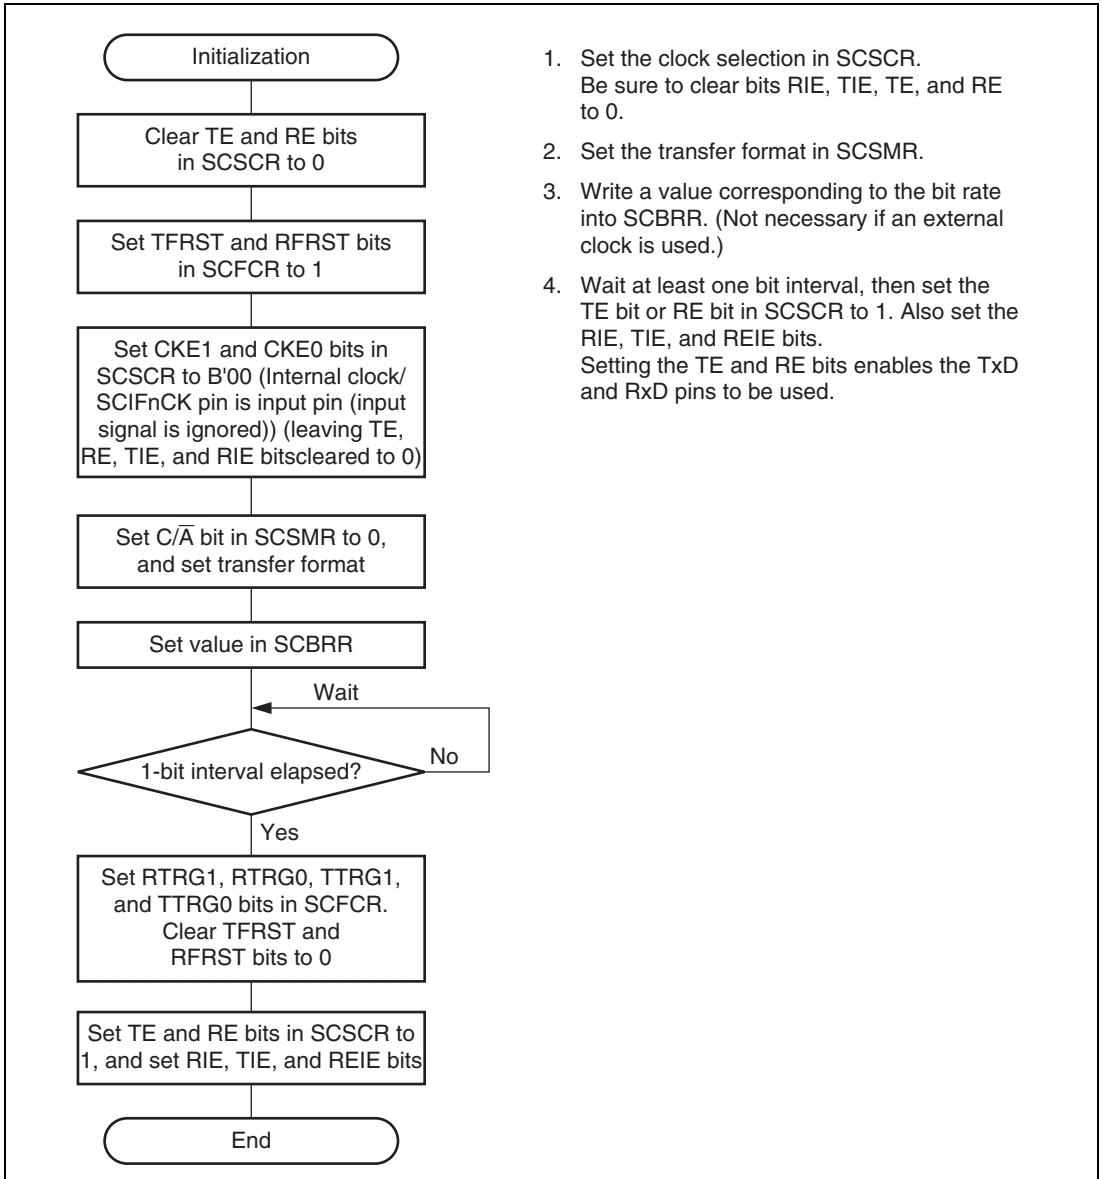 Initialization
Clear TE and RE bits
in SCSCR to 0
Set TFRST and RFRST bits
in SCFCR to 1
Set CKE1 and CKE0 bits in
SCSCR to B'00 (Internal clock/
SCIFnCK pin is input pin (input
signal is ignored)) (leaving TE,
RE, TIE, and RIE bitscleared to 0)
Set C/A̅ bit in SCSMR to 0,
and set transfer format
Set value in SCBRR
Wait
1-bit interval elapsed?
No
Yes
Set RTRG1, RTRG0, TTRG1,
and TTRG0 bits in SCFCR.
Clear TFRST and
RFRST bits to 0
Set TE and RE bits in SCSCR to
1, and set RIE, TIE, and REIE bits
End
1. Set the clock selection in SCSCR.
Be sure to clear bits RIE, TIE, TE, and RE
to 0.
2. Set the transfer format in SCSMR.
3. Write a value corresponding to the bit rate
into SCBRR. (Not necessary if an external
clock is used.)
4. Wait at least one bit interval, then set the
TE bit or RE bit in SCSCR to 1. Also set the
RIE, TIE, and REIE bits.
Setting the TE and RE bits enables the TxD
and RxD pins to be used.